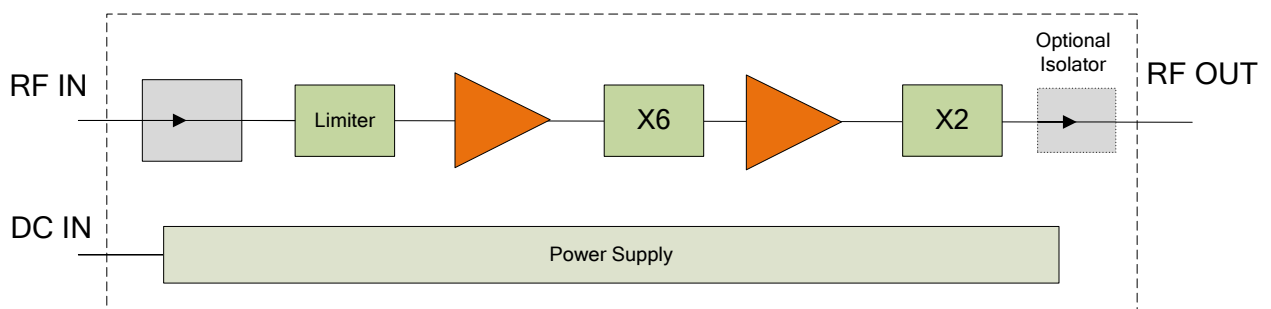 Optional
Isolator
RF IN
RF OUT
Limiter
X6
X2
DC IN
Power Supply